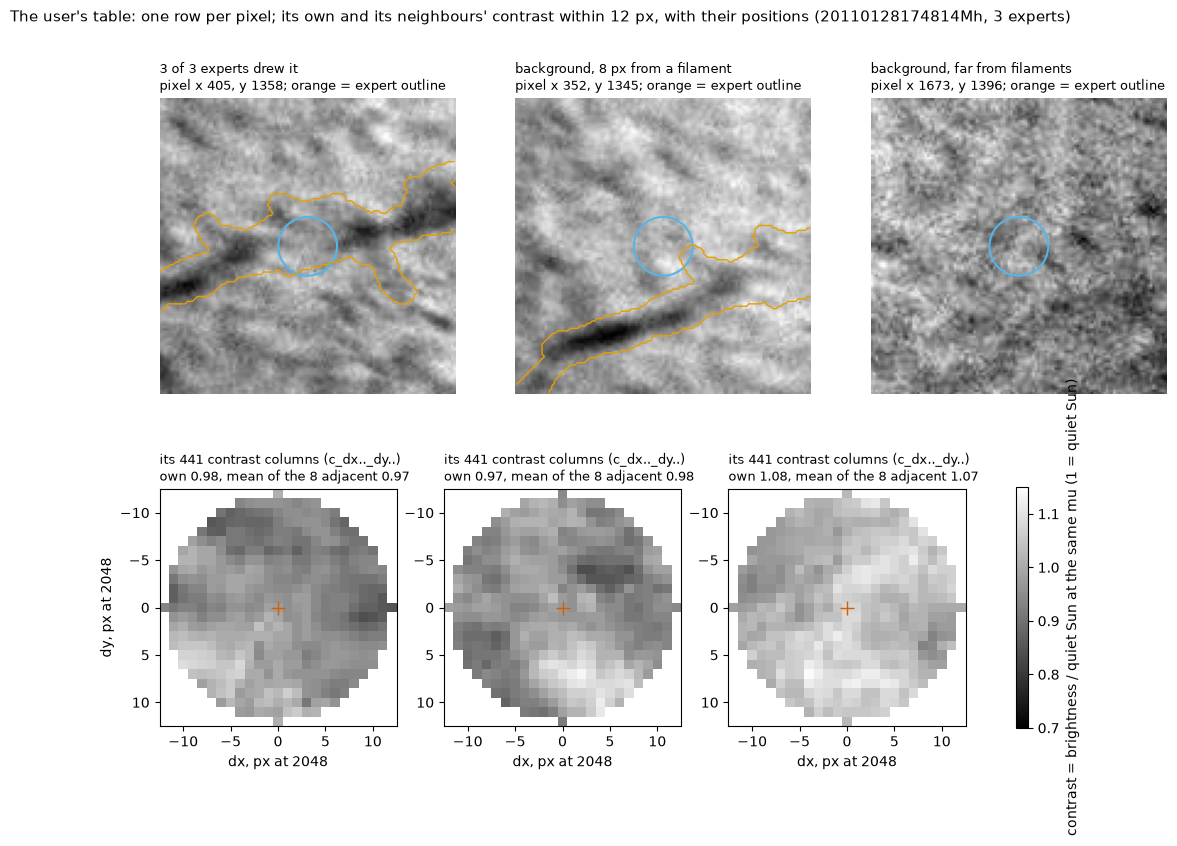 The user's table: one row per pixel; its own and its neighbours' contrast within 12 px, with their positions (20110128174814Mh, 3 experts)
3 of 3 experts drew it
pixel x 405, y 1358; orange = expert outline
background, 8 px from a filament
pixel x 352, y 1345; orange = expert outline
background, far from filaments
pixel x 1673, y 1396; orange = expert outline
its 441 contrast columns (c_dx.._dy..)
own 0.98, mean of the 8 adjacent 0.97
its 441 contrast columns (c_dx.._dy..)
own 0.97, mean of the 8 adjacent 0.98
its 441 contrast columns (c_dx.._dy..)
own 1.08, mean of the 8 adjacent 1.07
−10
−5
0
5
10
dy, px at 2048
−10 −5 0 5 10
dx, px at 2048
−10
−5
0
5
10
−10 −5 0 5 10
dx, px at 2048
−10
−5
0
5
10
−10 −5 0 5 10
dx, px at 2048
1.1
1.0
0.9
0.8
0.7
contrast = brightness / quiet Sun at the same mu (1 = quiet Sun)